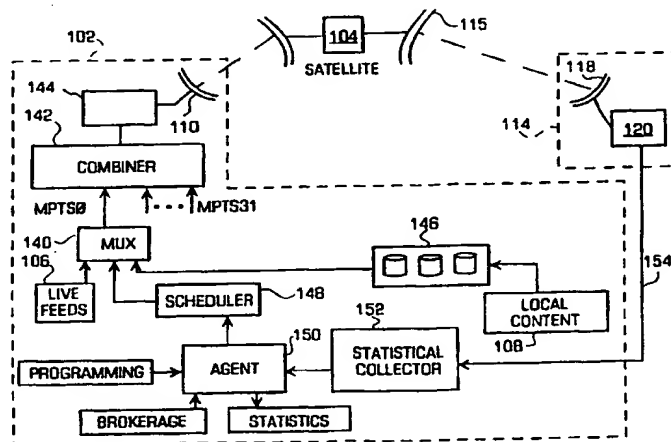 102
104
115
SATELLITE
118
144
110
114
120
142
COMBINER
MPTS0
MPTS31
140
MUX
146
106
LIVE
FEEDS
SCHEDULER
148
LOCAL
CONTENT
108
154
152
150
PROGRAMMING
AGENT
STATISTICAL
COLLECTOR
BROKERAGE
STATISTICS